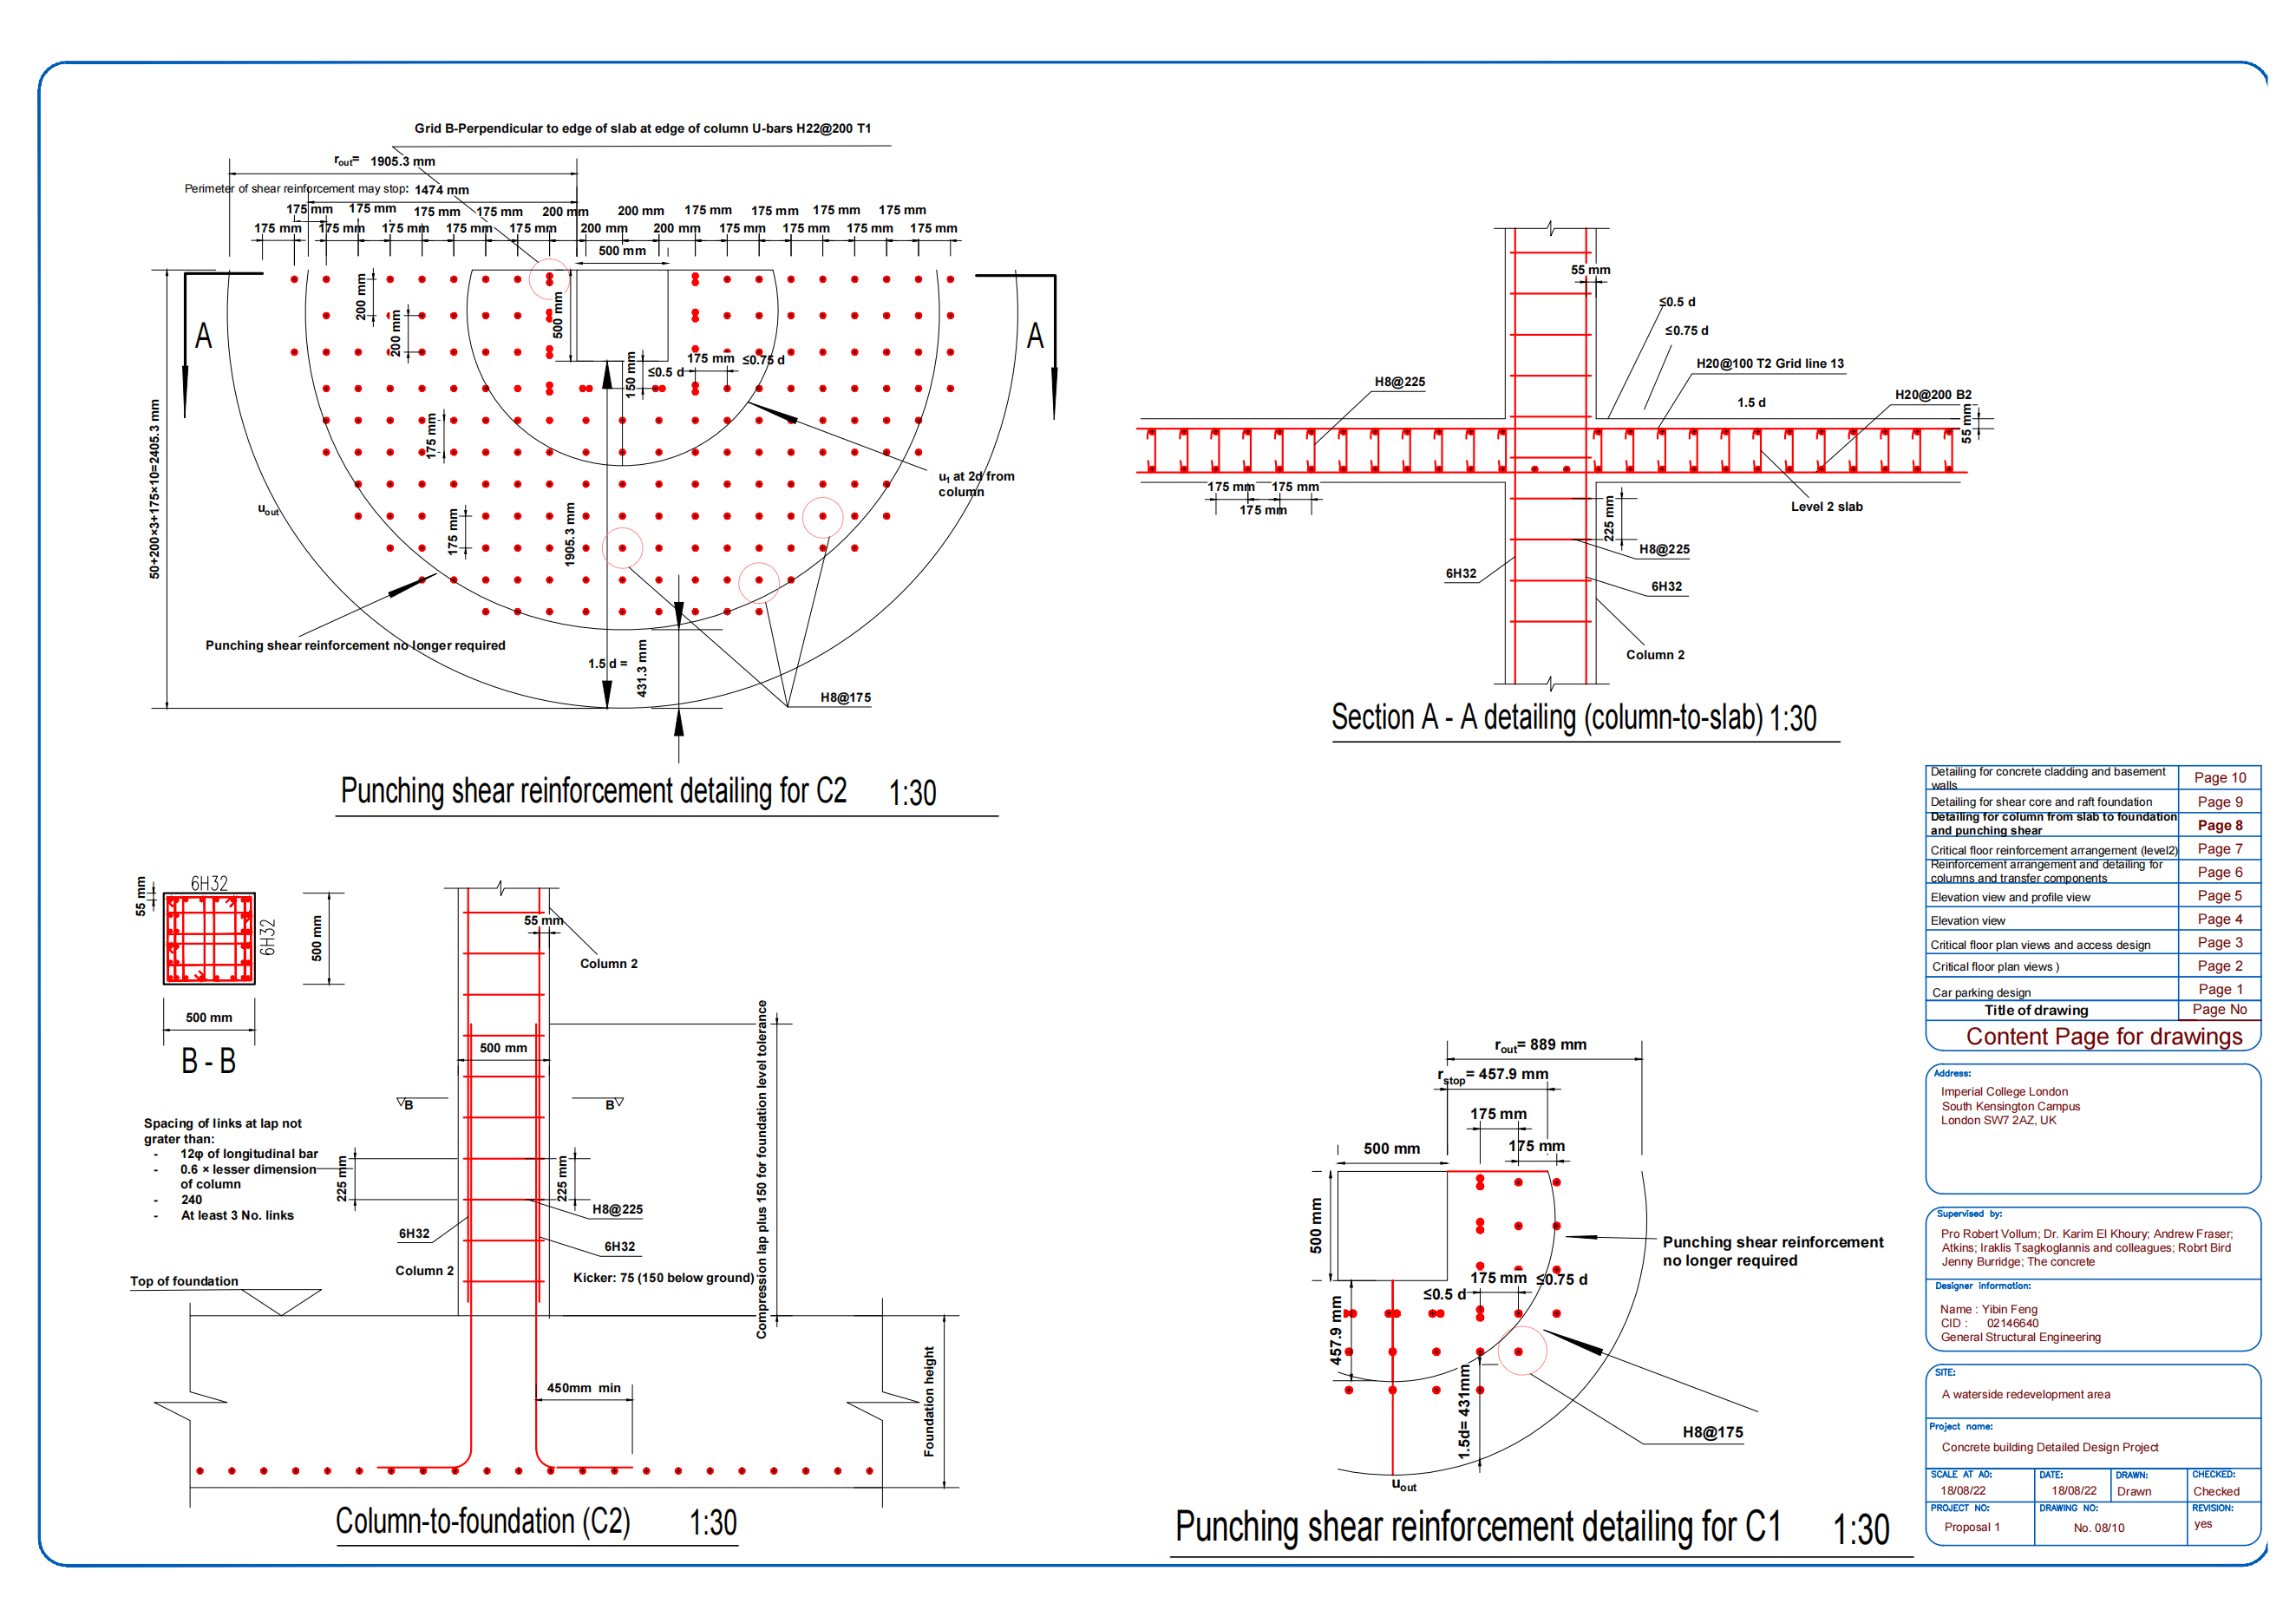 Grid B-Perpendicular to edge of slab at edge of column U-bars H22@200 T1
rout= 1905.3 mm
Perimeter of shear reinforcement may stop: 1474 mm
175 mm 175 mm 175 mm 175 mm 200 mm 200 mm 175 mm 175 mm 175 mm 175 mm
175 mm 175 mm 175 mm 175 mm 175 mm 200 mm 200 mm 175 mm 175 mm 175 mm 175 mm
500 mm
200 mm
200 mm
500 mm
A
A
150 mm
≤0.5 d
175 mm ≤0.75 d
175 mm
175 mm
50+200×3+175×10=2405.3 mm
1905.3 mm
uout
u1 at 2d from
column
Punching shear reinforcement no longer required
1.5 d =
431.3 mm
H8@175
Punching shear reinforcement detailing for C2 1:30
55 mm
≤0.5 d
≤0.75 d
H20@100 T2 Grid line 13
H8@225
1.5 d
H20@200 B2
55 mm
175 mm 175 mm
175 mm
225 mm
Level 2 slab
H8@225
6H32
6H32
Column 2
Section A - A detailing (column-to-slab) 1:30
55 mm
6H32
6H32
500 mm
500 mm
B - B
Spacing of links at lap not
grater than:
- 12φ of longitudinal bar
- 0.6 × lesser dimension
of column
- 240
- At least 3 No. links
55 mm
Column 2
500 mm
B
B
225 mm
225 mm
H8@225
6H32
6H32
Column 2
Kicker: 75 (150 below ground)
Compression lap plus 150 for foundation level tolerance
Top of foundation
450mm min
Foundation height
Column-to-foundation (C2) 1:30
rout= 889 mm
rstop= 457.9 mm
175 mm
500 mm
175 mm
500 mm
Punching shear reinforcement
no longer required
175 mm ≤0.75 d
≤0.5 d
457.9 mm
1.5d= 431mm
H8@175
uout
Punching shear reinforcement detailing for C1 1:30
Detailing for concrete cladding and basement
walls
Page 10
Detailing for shear core and raft foundation Page 9
Detailing for column from slab to foundation
and punching shear
Page 8
Critical floor reinforcement arrangement (level2) Page 7
Reinforcement arrangement and detailing for
columns and transfer components
Page 6
Elevation view and profile view Page 5
Elevation view Page 4
Critical floor plan views and access design Page 3
Critical floor plan views ) Page 2
Car parking design Page 1
Title of drawing Page No
Content Page for drawings
Address:
Imperial College London
South Kensington Campus
London SW7 2AZ, UK
Supervised by:
Pro Robert Vollum; Dr. Karim El Khoury; Andrew Fraser;
Atkins; Iraklis Tsagkoglannis and colleagues; Robrt Bird
Jenny Burridge; The concrete
Designer information:
Name : Yibin Feng
CID : 02146640
General Structural Engineering
SITE:
A waterside redevelopment area
Project name:
Concrete building Detailed Design Project
SCALE AT A0: DATE: DRAWN: CHECKED:
18/08/22 18/08/22 Drawn Checked
PROJECT NO: DRAWING NO: REVISION:
Proposal 1 No. 08/10 yes